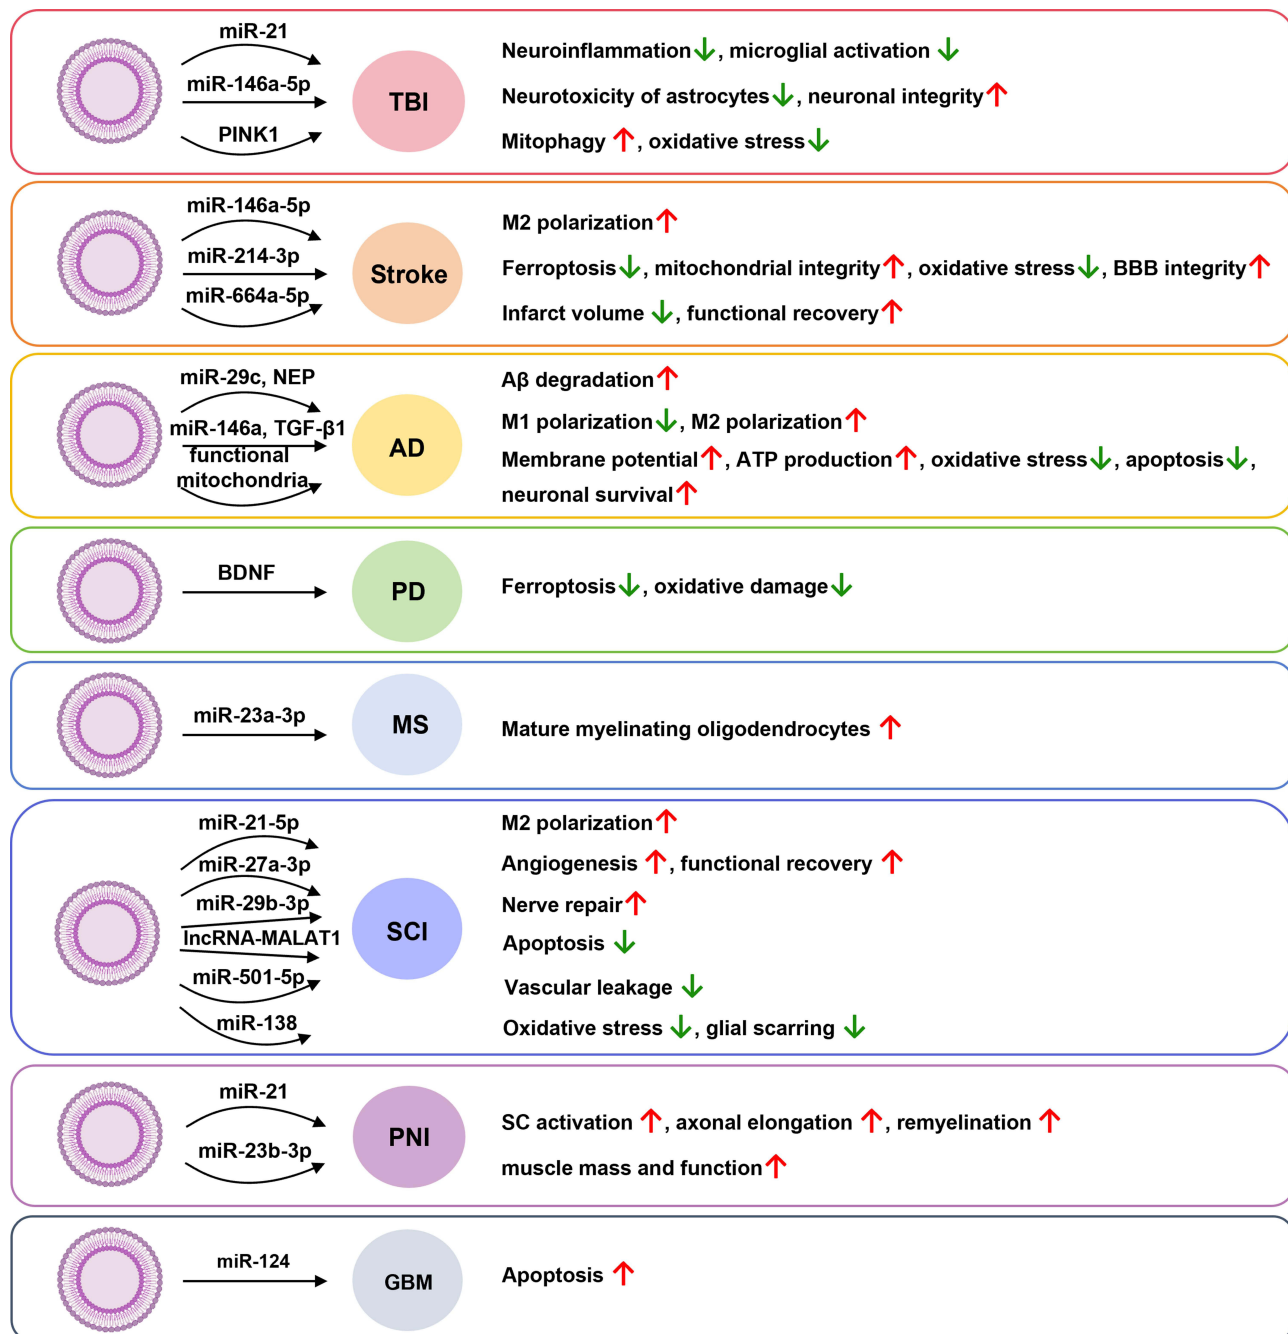 miR-21
miR-146a-5p
PINK1
TBI
Neuroinflammation↓, microglial activation ↓
Neurotoxicity of astrocytes↓, neuronal integrity↑
Mitophagy ↑, oxidative stress↓
miR-146a-5p
miR-214-3p
miR-664a-5p
Stroke
M2 polarization↑
Ferroptosis↓, mitochondrial integrity↑, oxidative stress↓, BBB integrity↑
Infarct volume ↓, functional recovery↑
miR-29c, NEP
miR-146a, TGF-β1
functional
mitochondria
AD
Aβ degradation↑
M1 polarization↓, M2 polarization↑
Membrane potential↑, ATP production↑, oxidative stress↓, apoptosis↓,
neuronal survival↑
BDNF
PD
Ferroptosis↓, oxidative damage↓
miR-23a-3p
MS
Mature myelinating oligodendrocytes ↑
miR-21-5p
miR-27a-3p
miR-29b-3p
lncRNA-MALAT1
miR-501-5p
miR-138
SCI
M2 polarization↑
Angiogenesis ↑, functional recovery ↑
Nerve repair↑
Apoptosis ↓
Vascular leakage ↓
Oxidative stress ↓, glial scarring ↓
miR-21
miR-23b-3p
PNI
SC activation ↑, axonal elongation ↑, remyelination ↑
muscle mass and function↑
miR-124
GBM
Apoptosis ↑